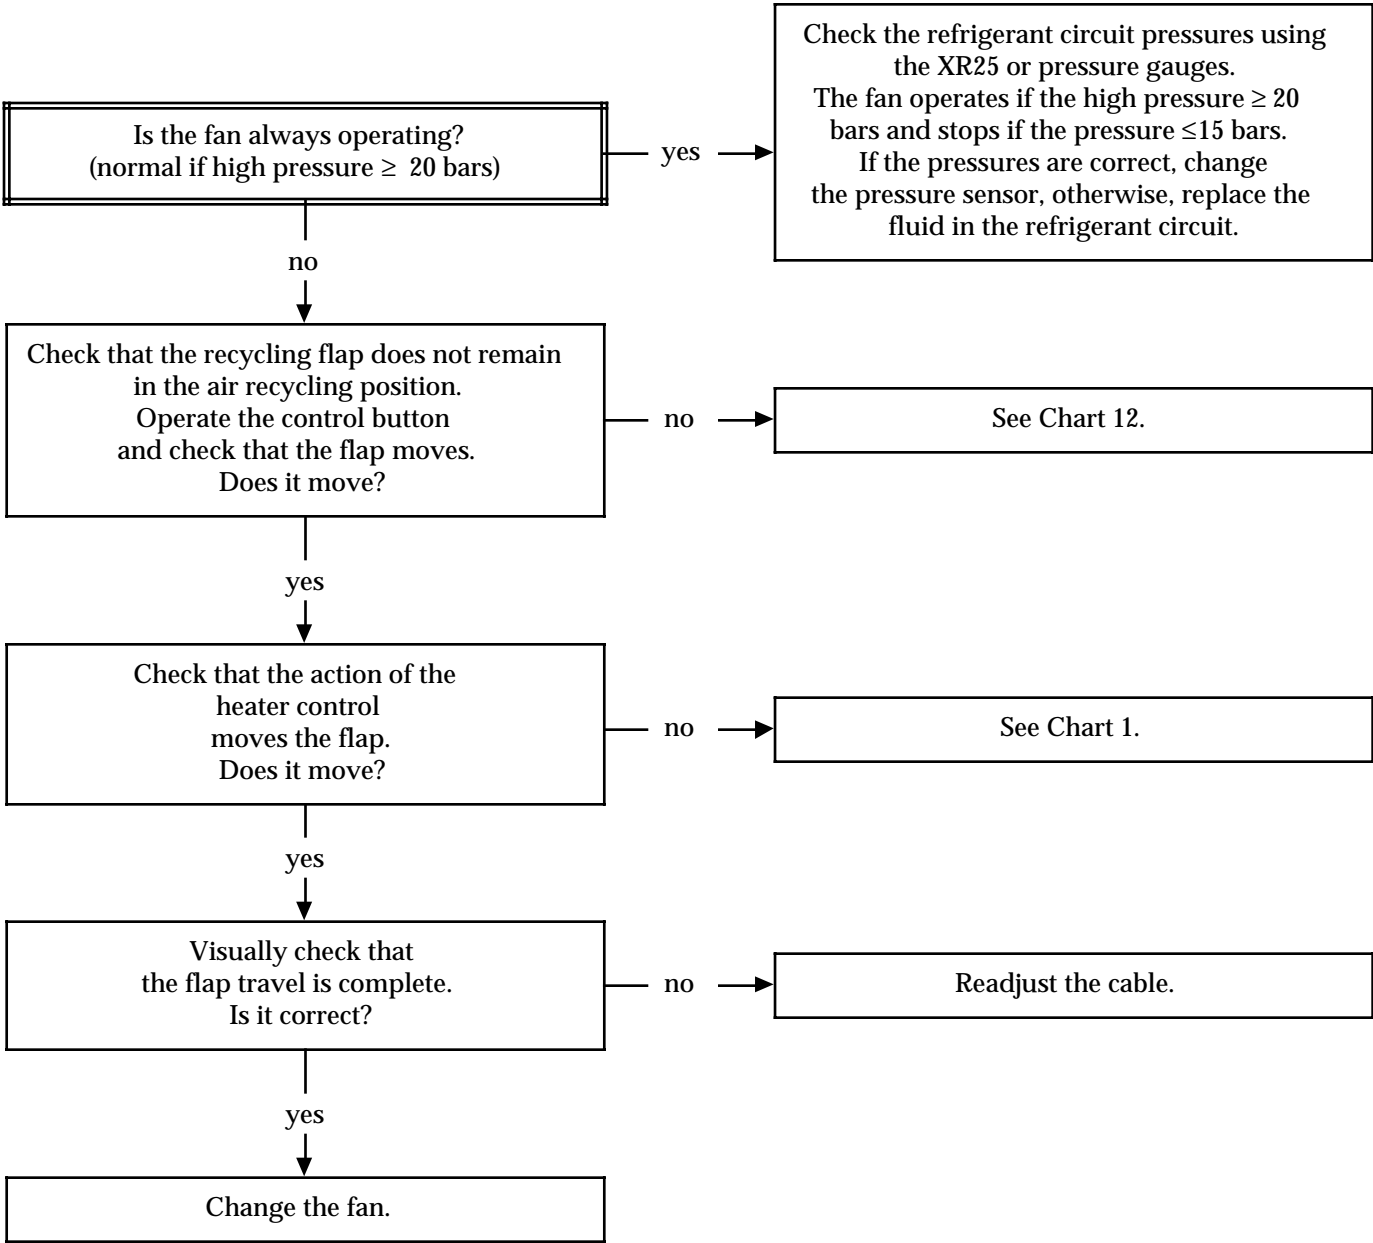 Is the fan always operating?
(normal if high pressure ≥ 20 bars)
yes
Check the refrigerant circuit pressures using
the XR25 or pressure gauges.
The fan operates if the high pressure ≥ 20
bars and stops if the pressure ≤15 bars.
If the pressures are correct, change
the pressure sensor, otherwise, replace the
fluid in the refrigerant circuit.
no
Check that the recycling flap does not remain
in the air recycling position.
Operate the control button
and check that the flap moves.
Does it move?
no
See Chart 12.
yes
Check that the action of the
heater control
moves the flap.
Does it move?
no
See Chart 1.
yes
Visually check that
the flap travel is complete.
Is it correct?
no
Readjust the cable.
yes
Change the fan.